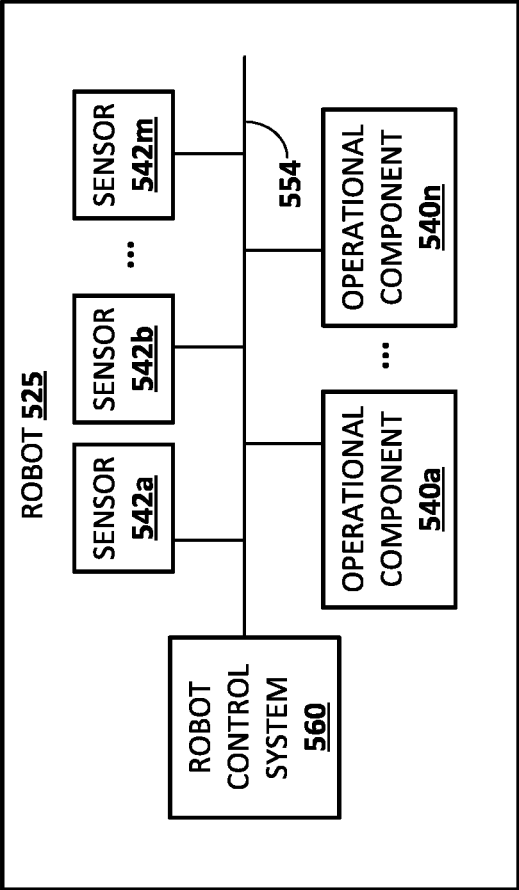 ROBOT 525
SENSOR
542a
SENSOR
542b
...
SENSOR
542m
ROBOT
CONTROL
SYSTEM
560
554
OPERATIONAL
COMPONENT
540a
...
OPERATIONAL
COMPONENT
540n